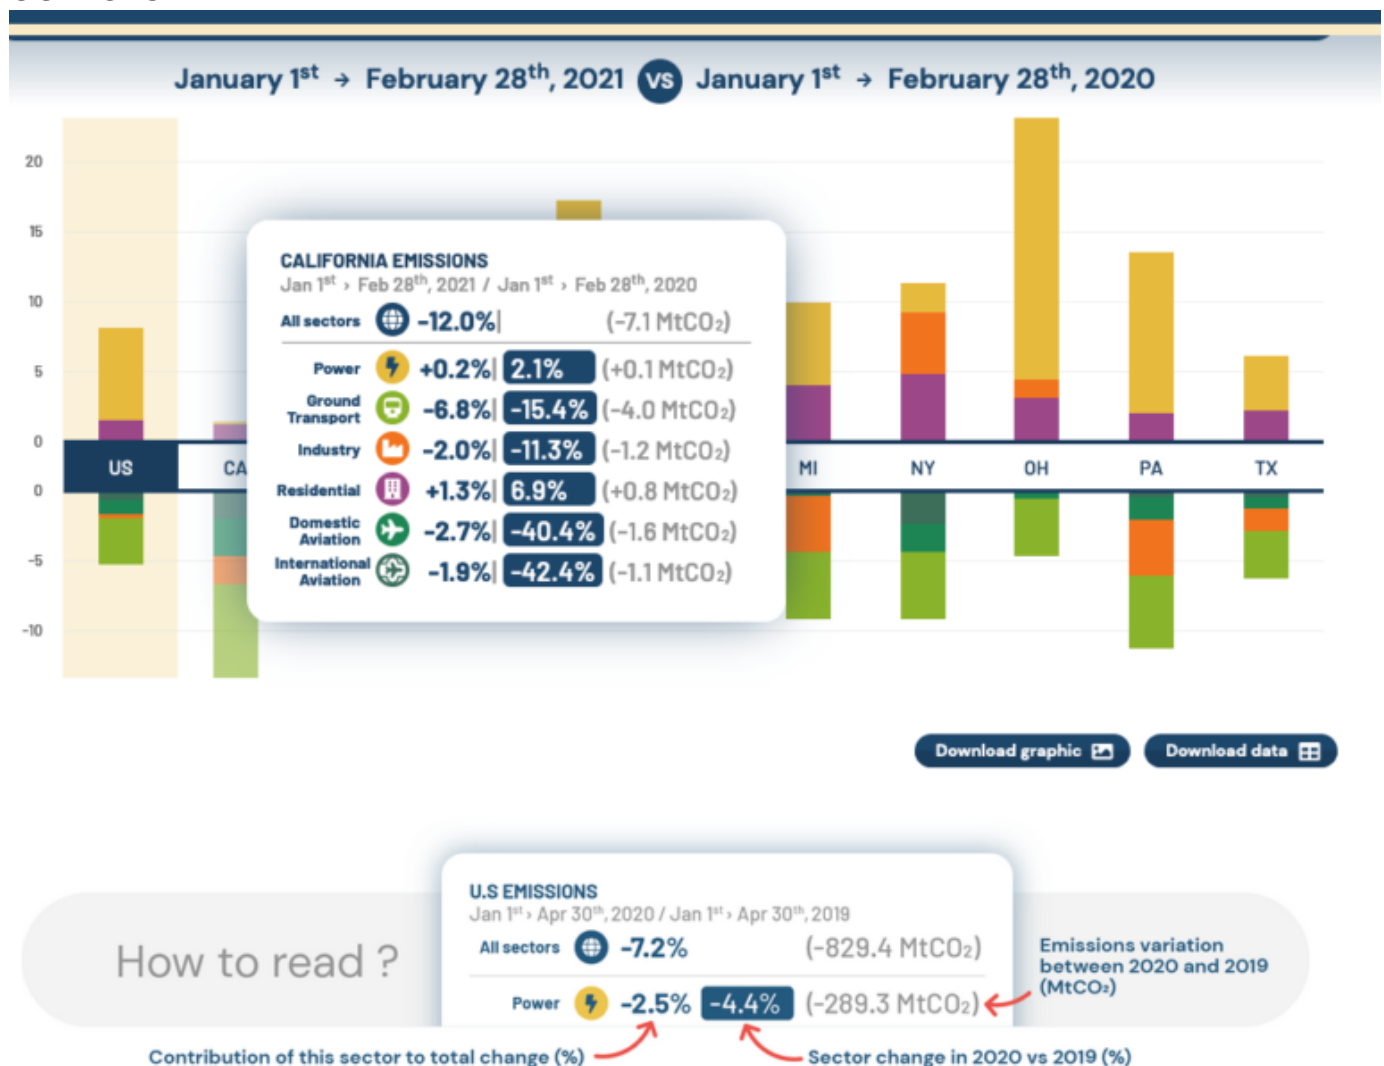 January 1st → February 28th, 2021 VS January 1st → February 28th, 2020
20
15
10
5
0
US
CA
MI
NY
OH
PA
TX
0
-5
-10
CALIFORNIA EMISSIONS
Jan 1st › Feb 28th, 2021 / Jan 1st › Feb 28th, 2020
All sectors -12.0%| (-7.1 MtCO₂)
Power +0.2%| 2.1% (+0.1 MtCO₂)
Ground
Transport -6.8%| -15.4% (-4.0 MtCO₂)
Industry -2.0%| -11.3% (-1.2 MtCO₂)
Residential +1.3%| 6.9% (+0.8 MtCO₂)
Domestic
Aviation -2.7%| -40.4% (-1.6 MtCO₂)
International
Aviation -1.9%| -42.4% (-1.1 MtCO₂)
Download graphic
Download data
How to read ?
U.S EMISSIONS
Jan 1st › Apr 30th, 2020 / Jan 1st › Apr 30th, 2019
All sectors -7.2% (-829.4 MtCO₂)
Power -2.5% -4.4% (-289.3 MtCO₂)
Emissions variation
between 2020 and 2019
(MtCO₂)
Contribution of this sector to total change (%)
Sector change in 2020 vs 2019 (%)